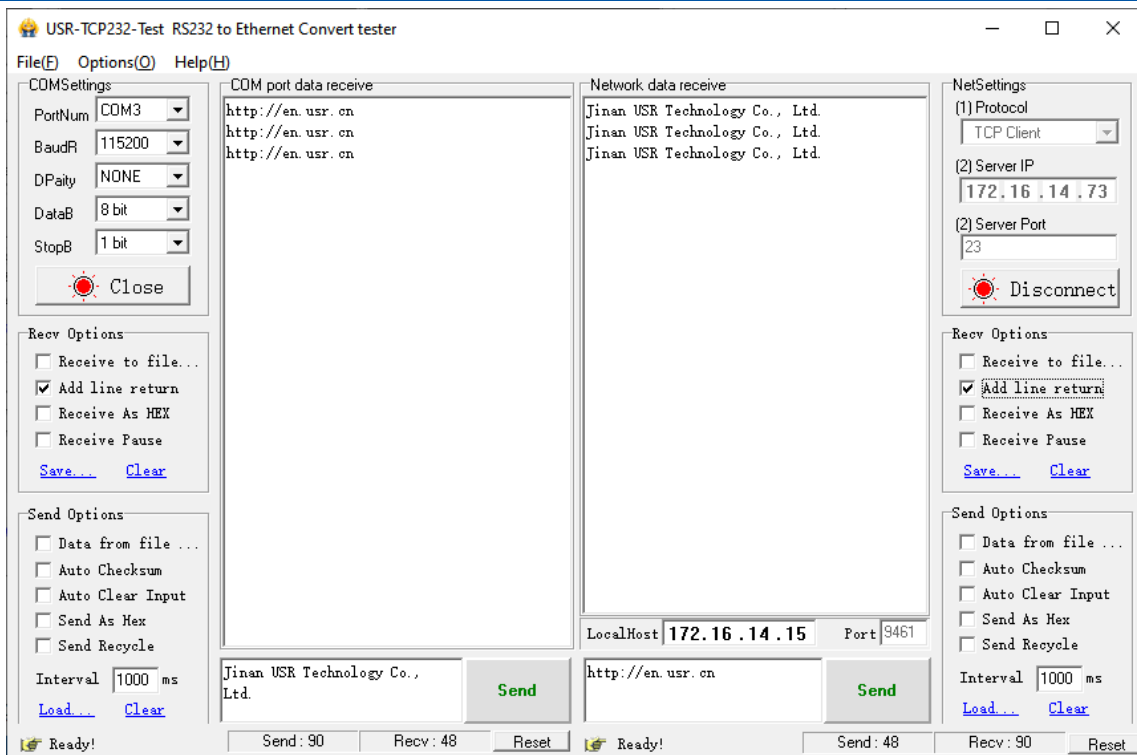 USR-TCP232-Test RS232 to Ethernet Convert tester
File(F) Options(O) Help(H)
COMSettings
PortNum COM3
BaudR 115200
DPaity NONE
DataB 8 bit
StopB 1 bit
Close
Recv Options
Receive to file...
Add line return
Receive As HEX
Receive Pause
Save... Clear
Send Options
Data from file ...
Auto Checksum
Auto Clear Input
Send As Hex
Send Recycle
Interval 1000 ms
Load... Clear
Ready!
COM port data receive
http://en.usr.cn
http://en.usr.cn
http://en.usr.cn
Jinan USR Technology Co.,
Ltd.
Send
Send : 90 Recv : 48 Reset
Network data receive
Jinan USR Technology Co., Ltd.
Jinan USR Technology Co., Ltd.
Jinan USR Technology Co., Ltd.
LocalHost 172.16.14.15 Port 9461
http://en.usr.cn
Send
Ready!
Send : 48 Recv : 90 Reset
NetSettings
(1) Protocol
TCP Client
(2) Server IP
172.16.14.73
(2) Server Port
23
Disconnect
Recv Options
Receive to file...
Add line return
Receive As HEX
Receive Pause
Save... Clear
Send Options
Data from file ...
Auto Checksum
Auto Clear Input
Send As Hex
Send Recycle
Interval 1000 ms
Load... Clear